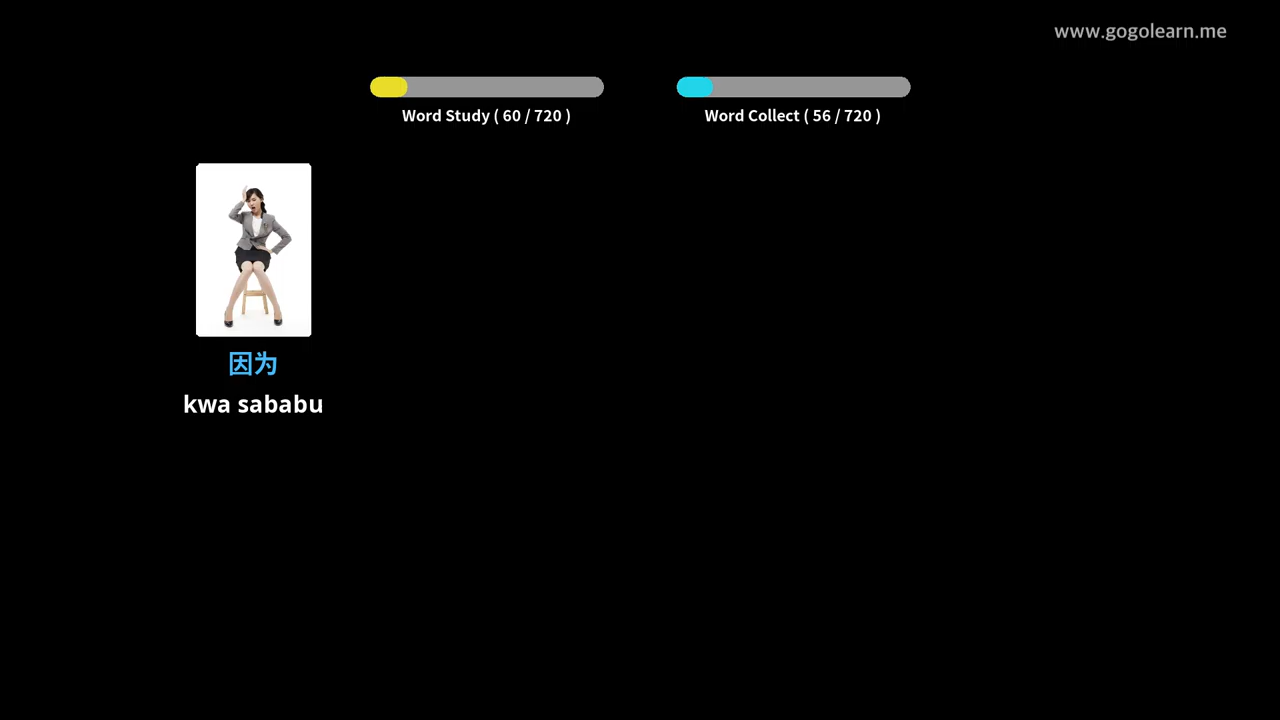 www.gogolearn.me
Word Study ( 60 / 720 )
Word Collect ( 56 / 720 )
因为
kwa sababu